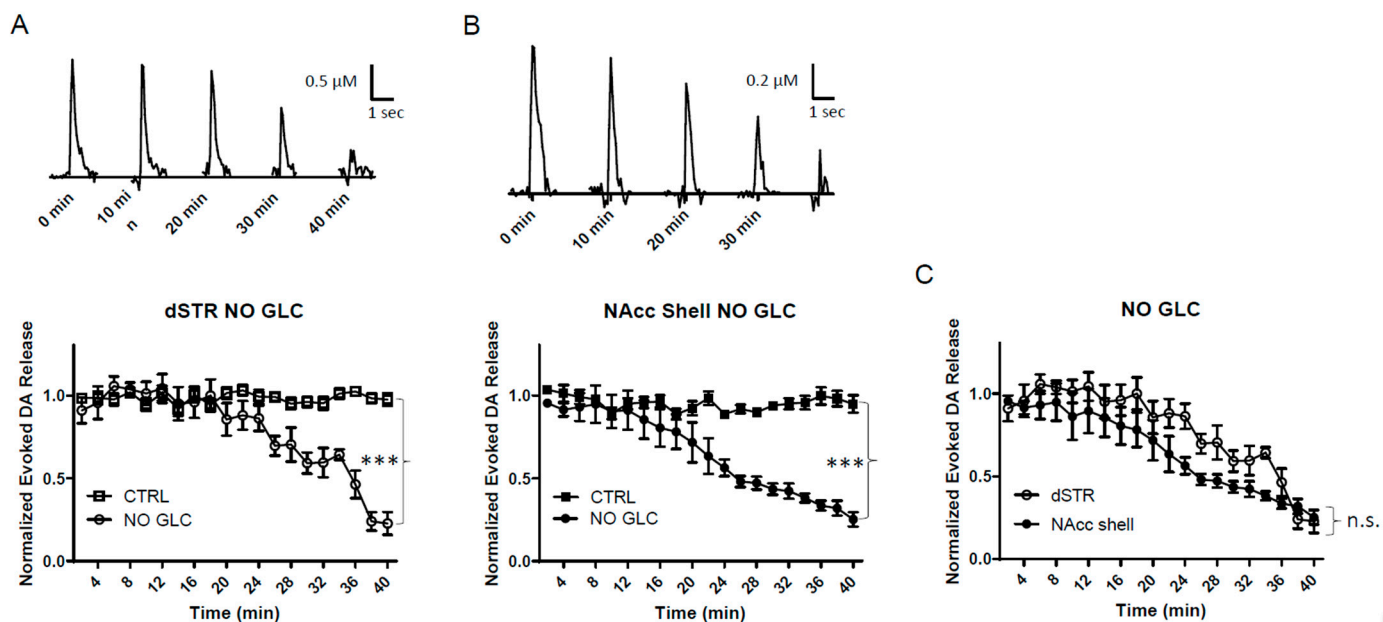 A
0.5 µM
1 sec
0 min
10 mi
n
20 min
30 min
40 min
B
0.2 µM
1 sec
0 min
10 min
20 min
30 min
dSTR NO GLC
Normalized Evoked DA Release
1.0
0.5
0.0
CTRL
NO GLC
***
4 8 12 16 20 24 28 32 36 40
Time (min)
NAcc Shell NO GLC
Normalized Evoked DA Release
1.0
0.5
0.0
CTRL
NO GLC
***
4 8 12 16 20 24 28 32 36 40
Time (min)
C
NO GLC
Normalized Evoked DA Release
1.0
0.5
0.0
dSTR
NAcc shell
n.s.
4 8 12 16 20 24 28 32 36 40
Time (min)